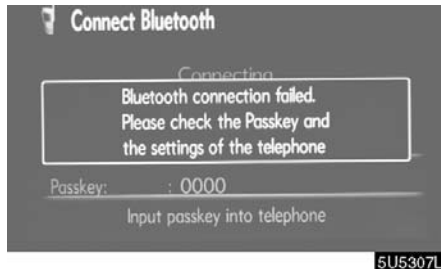 Connect Bluetooth
Connecting
Bluetooth connection failed.
Please check the Passkey and
the settings of the telephone
Passkey: : 0000
Input passkey into telephone
5U5307L